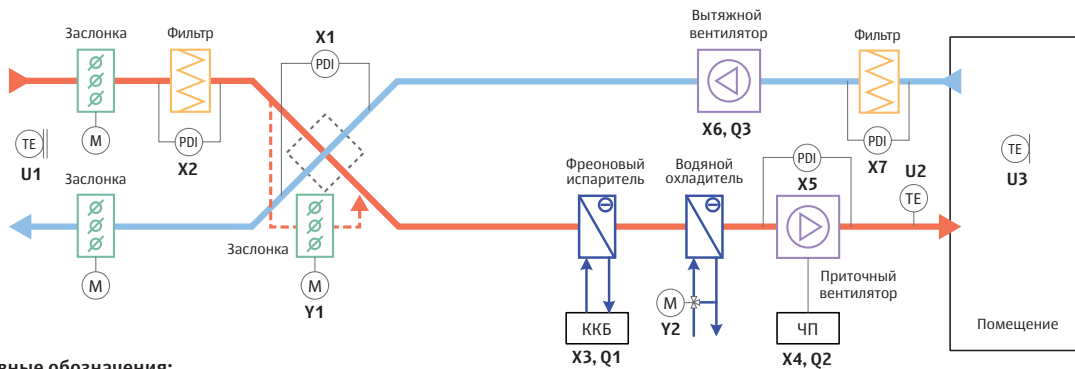 Заслонка
Фильтр
X1
Вытяжной
вентилятор
Фильтр
PDI
TE
U1
M
PDI
X2
X6, Q3
PDI
X7
TE
U3
Заслонка
Фреоновый
испаритель
Водяной
охладитель
PDI
X5
U2
TE
Заслонка
M
M
Y1
M
Y2
Приточный
вентилятор
ККБ
X3, Q1
ЧП
X4, Q2
Помещение
вные обозначения: